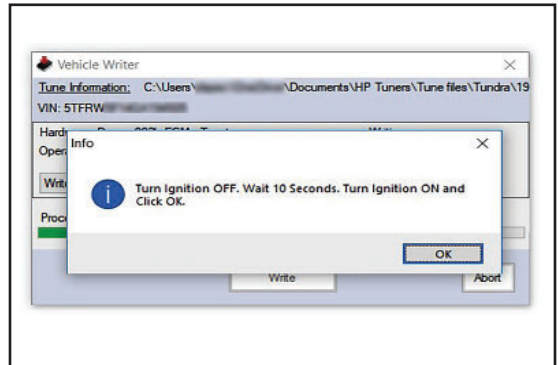 Vehicle Writer
Tune Information: C:\Users\ \Documents\HP Tuners\Tune files\Tundra\19
VIN: 5TFRW
Info
Turn Ignition OFF. Wait 10 Seconds. Turn Ignition ON and
Click OK.
OK
Write
Abort